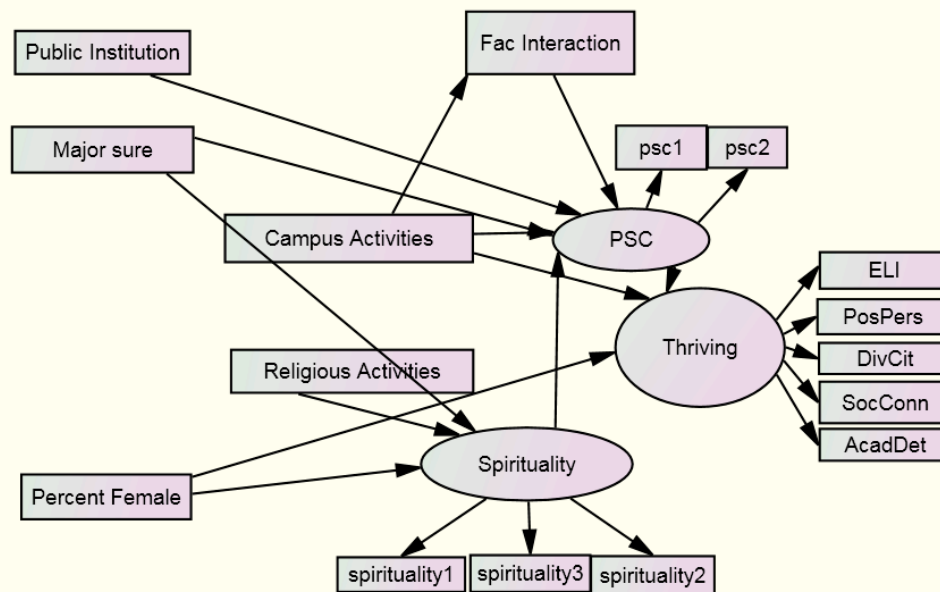 Public Institution
Fac Interaction
Major sure
psc1
psc2
Campus Activities
PSC
ELI
PosPers
Thriving
DivCit
Religious Activities
SocConn
AcadDet
Spirituality
Percent Female
spirituality1
spirituality3
spirituality2